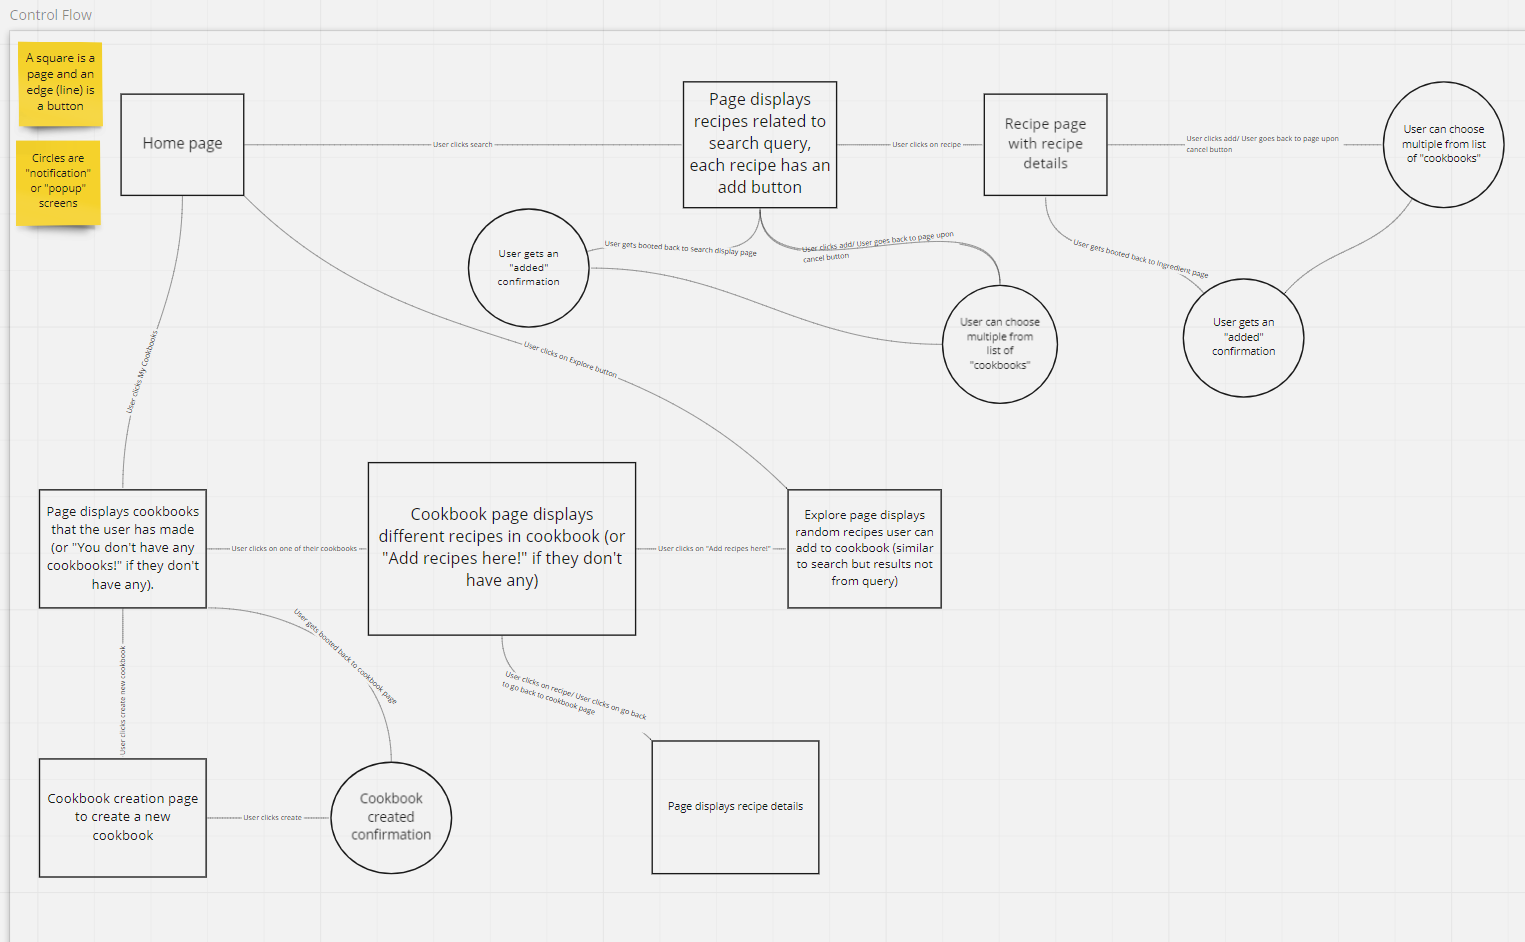 Control Flow
A square is a
page and an
edge (line) is
a button
Circles are
"notification"
or "popup"
screens
Home page
User clicks search
Page displays
recipes related to
search query,
each recipe has an
add button
User clicks on recipe
Recipe page
with recipe
details
User clicks add/ User goes back to page upon
cancel button
User can choose
multiple from list
of "cookbooks"
User gets an
"added"
confirmation
User gets booted back to search display page
User clicks add/ User goes back to page upon
cancel button
User can choose
multiple from
list of
"cookbooks"
User gets booted back to Ingredient page
User gets an
"added"
confirmation
User clicks My Cookbooks
User clicks on Explore button
Page displays cookbooks
that the user has made
(or "You don't have any
cookbooks!" if they don't
have any).
User clicks on one of their cookbooks
Cookbook page displays
different recipes in cookbook (or
"Add recipes here!" if they don't
have any)
User clicks on "Add recipes here!"
Explore page displays
random recipes user can
add to cookbook (similar
to search but results not
from query)
User clicks create new cookbook
User gets booted back to cookbook page
User clicks on recipe/ User clicks on go back
to go back to cookbook page
Cookbook creation page
to create a new
cookbook
User clicks create
Cookbook
created
confirmation
Page displays recipe details